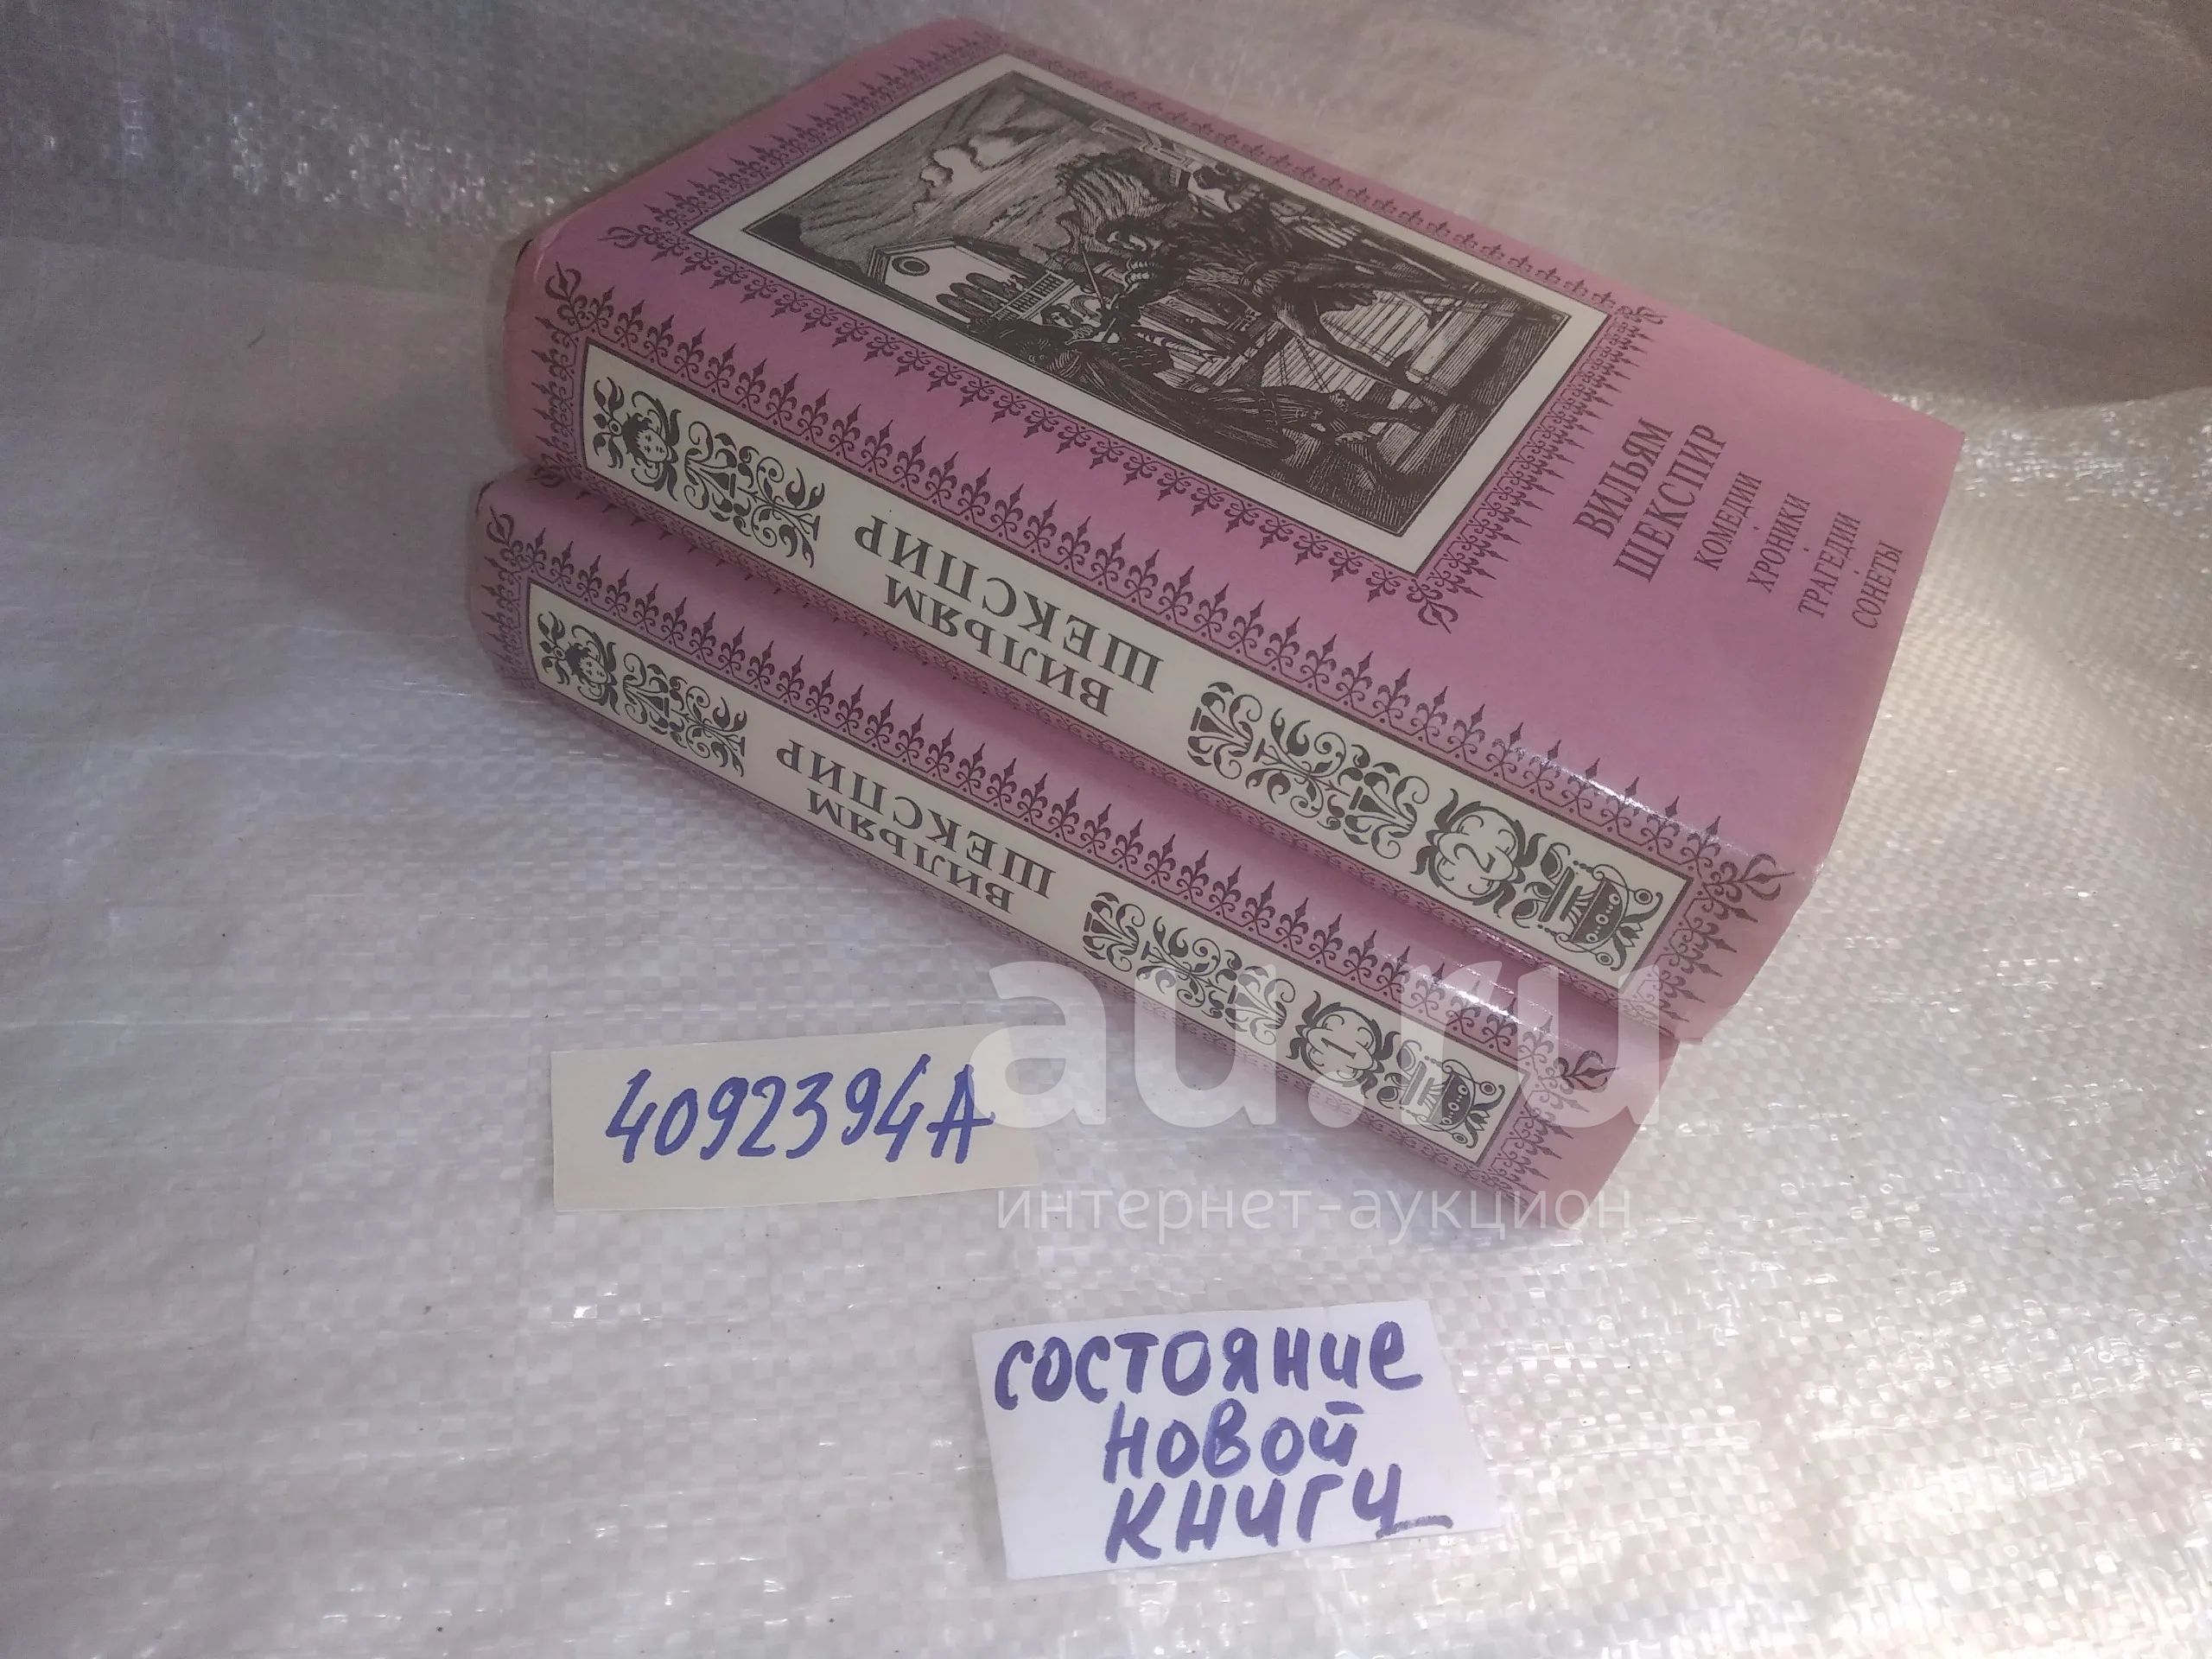 ВИЛЬЯМ
ШЕКСПИР
КОМЕДИИ
ХРОНИКИ
ТРАГЕДИИ
СОНЕТЫ
ВИЛЬЯМ
ШЕКСПИР
2
ВИЛЬЯМ
ШЕКСПИР
1
4092394А
au.ru
интернет-аукцион
состояние
новой
книги